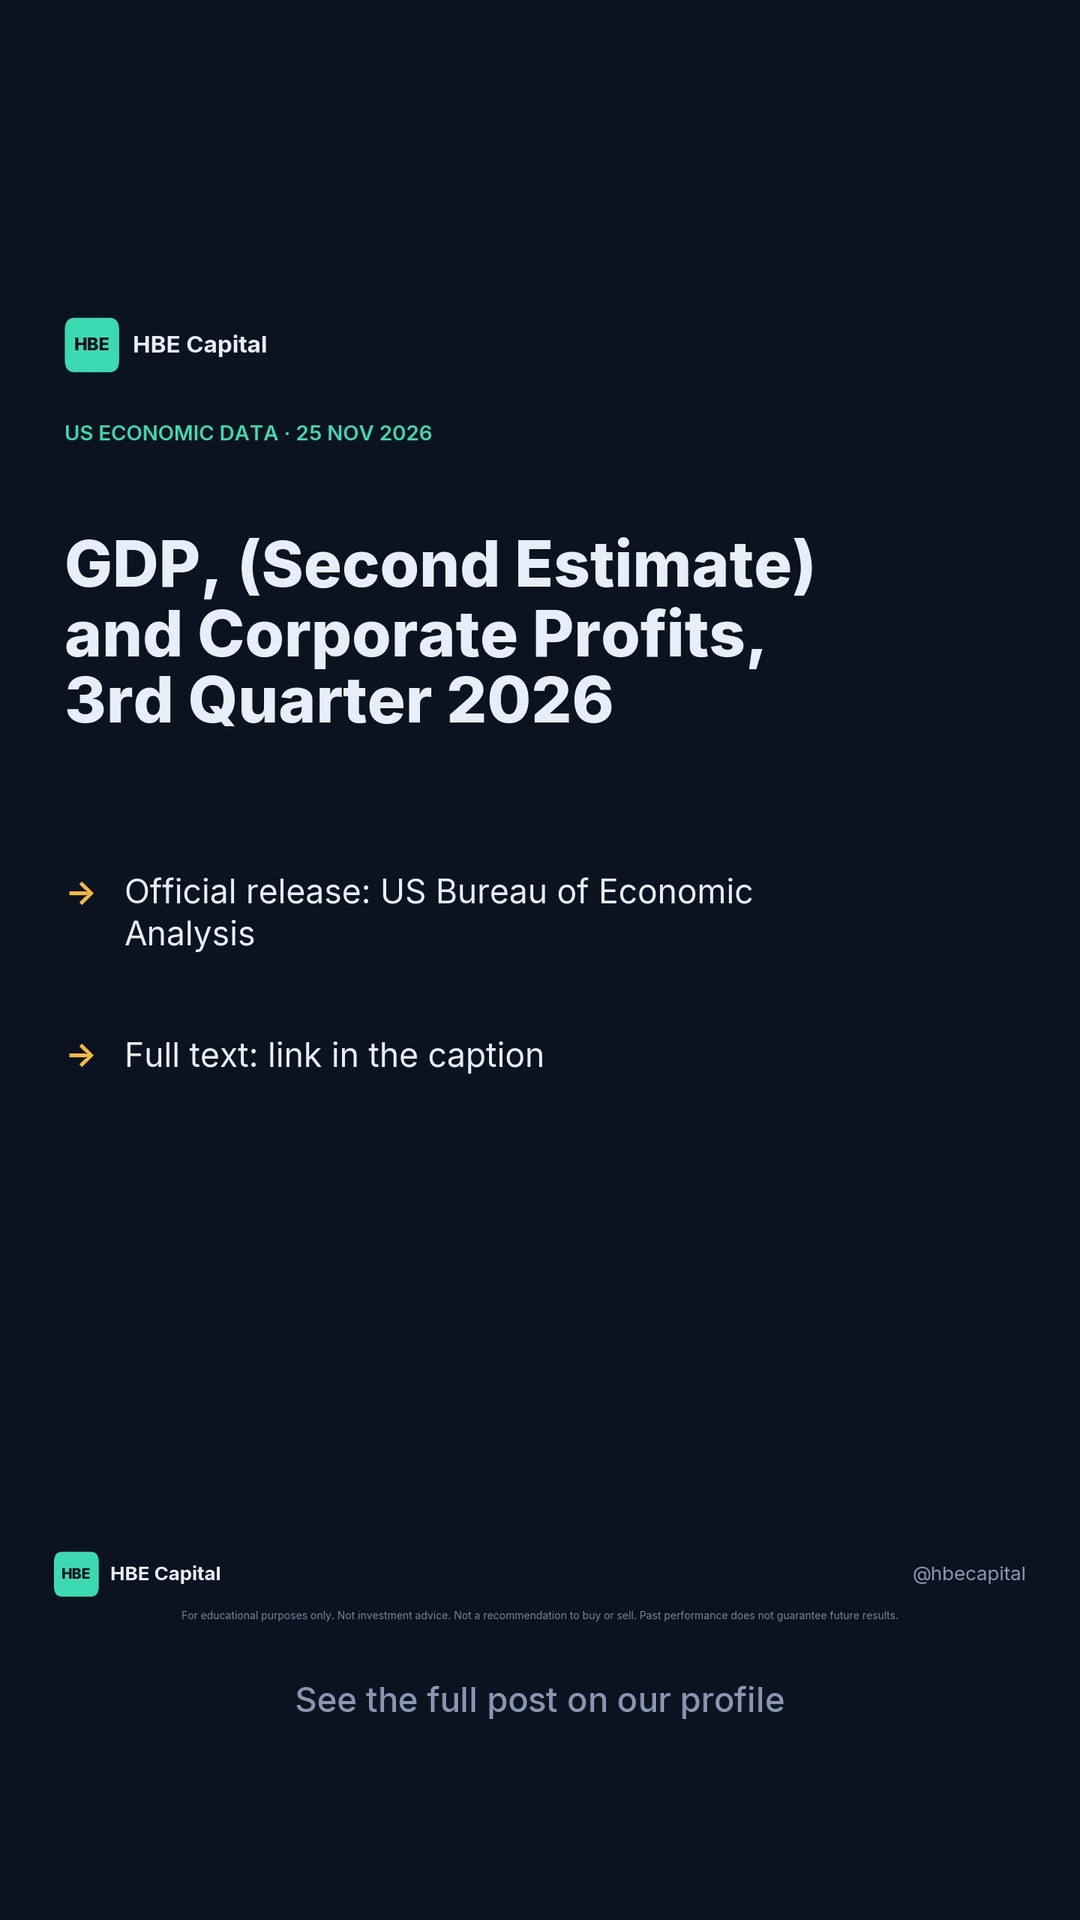 HBE HBE Capital
US ECONOMIC DATA · 25 NOV 2026
GDP, (Second Estimate)
and Corporate Profits,
3rd Quarter 2026
→ Official release: US Bureau of Economic
Analysis
→ Full text: link in the caption
HBE HBE Capital @hbecapital
For educational purposes only. Not investment advice. Not a recommendation to buy or sell. Past performance does not guarantee future results.
See the full post on our profile